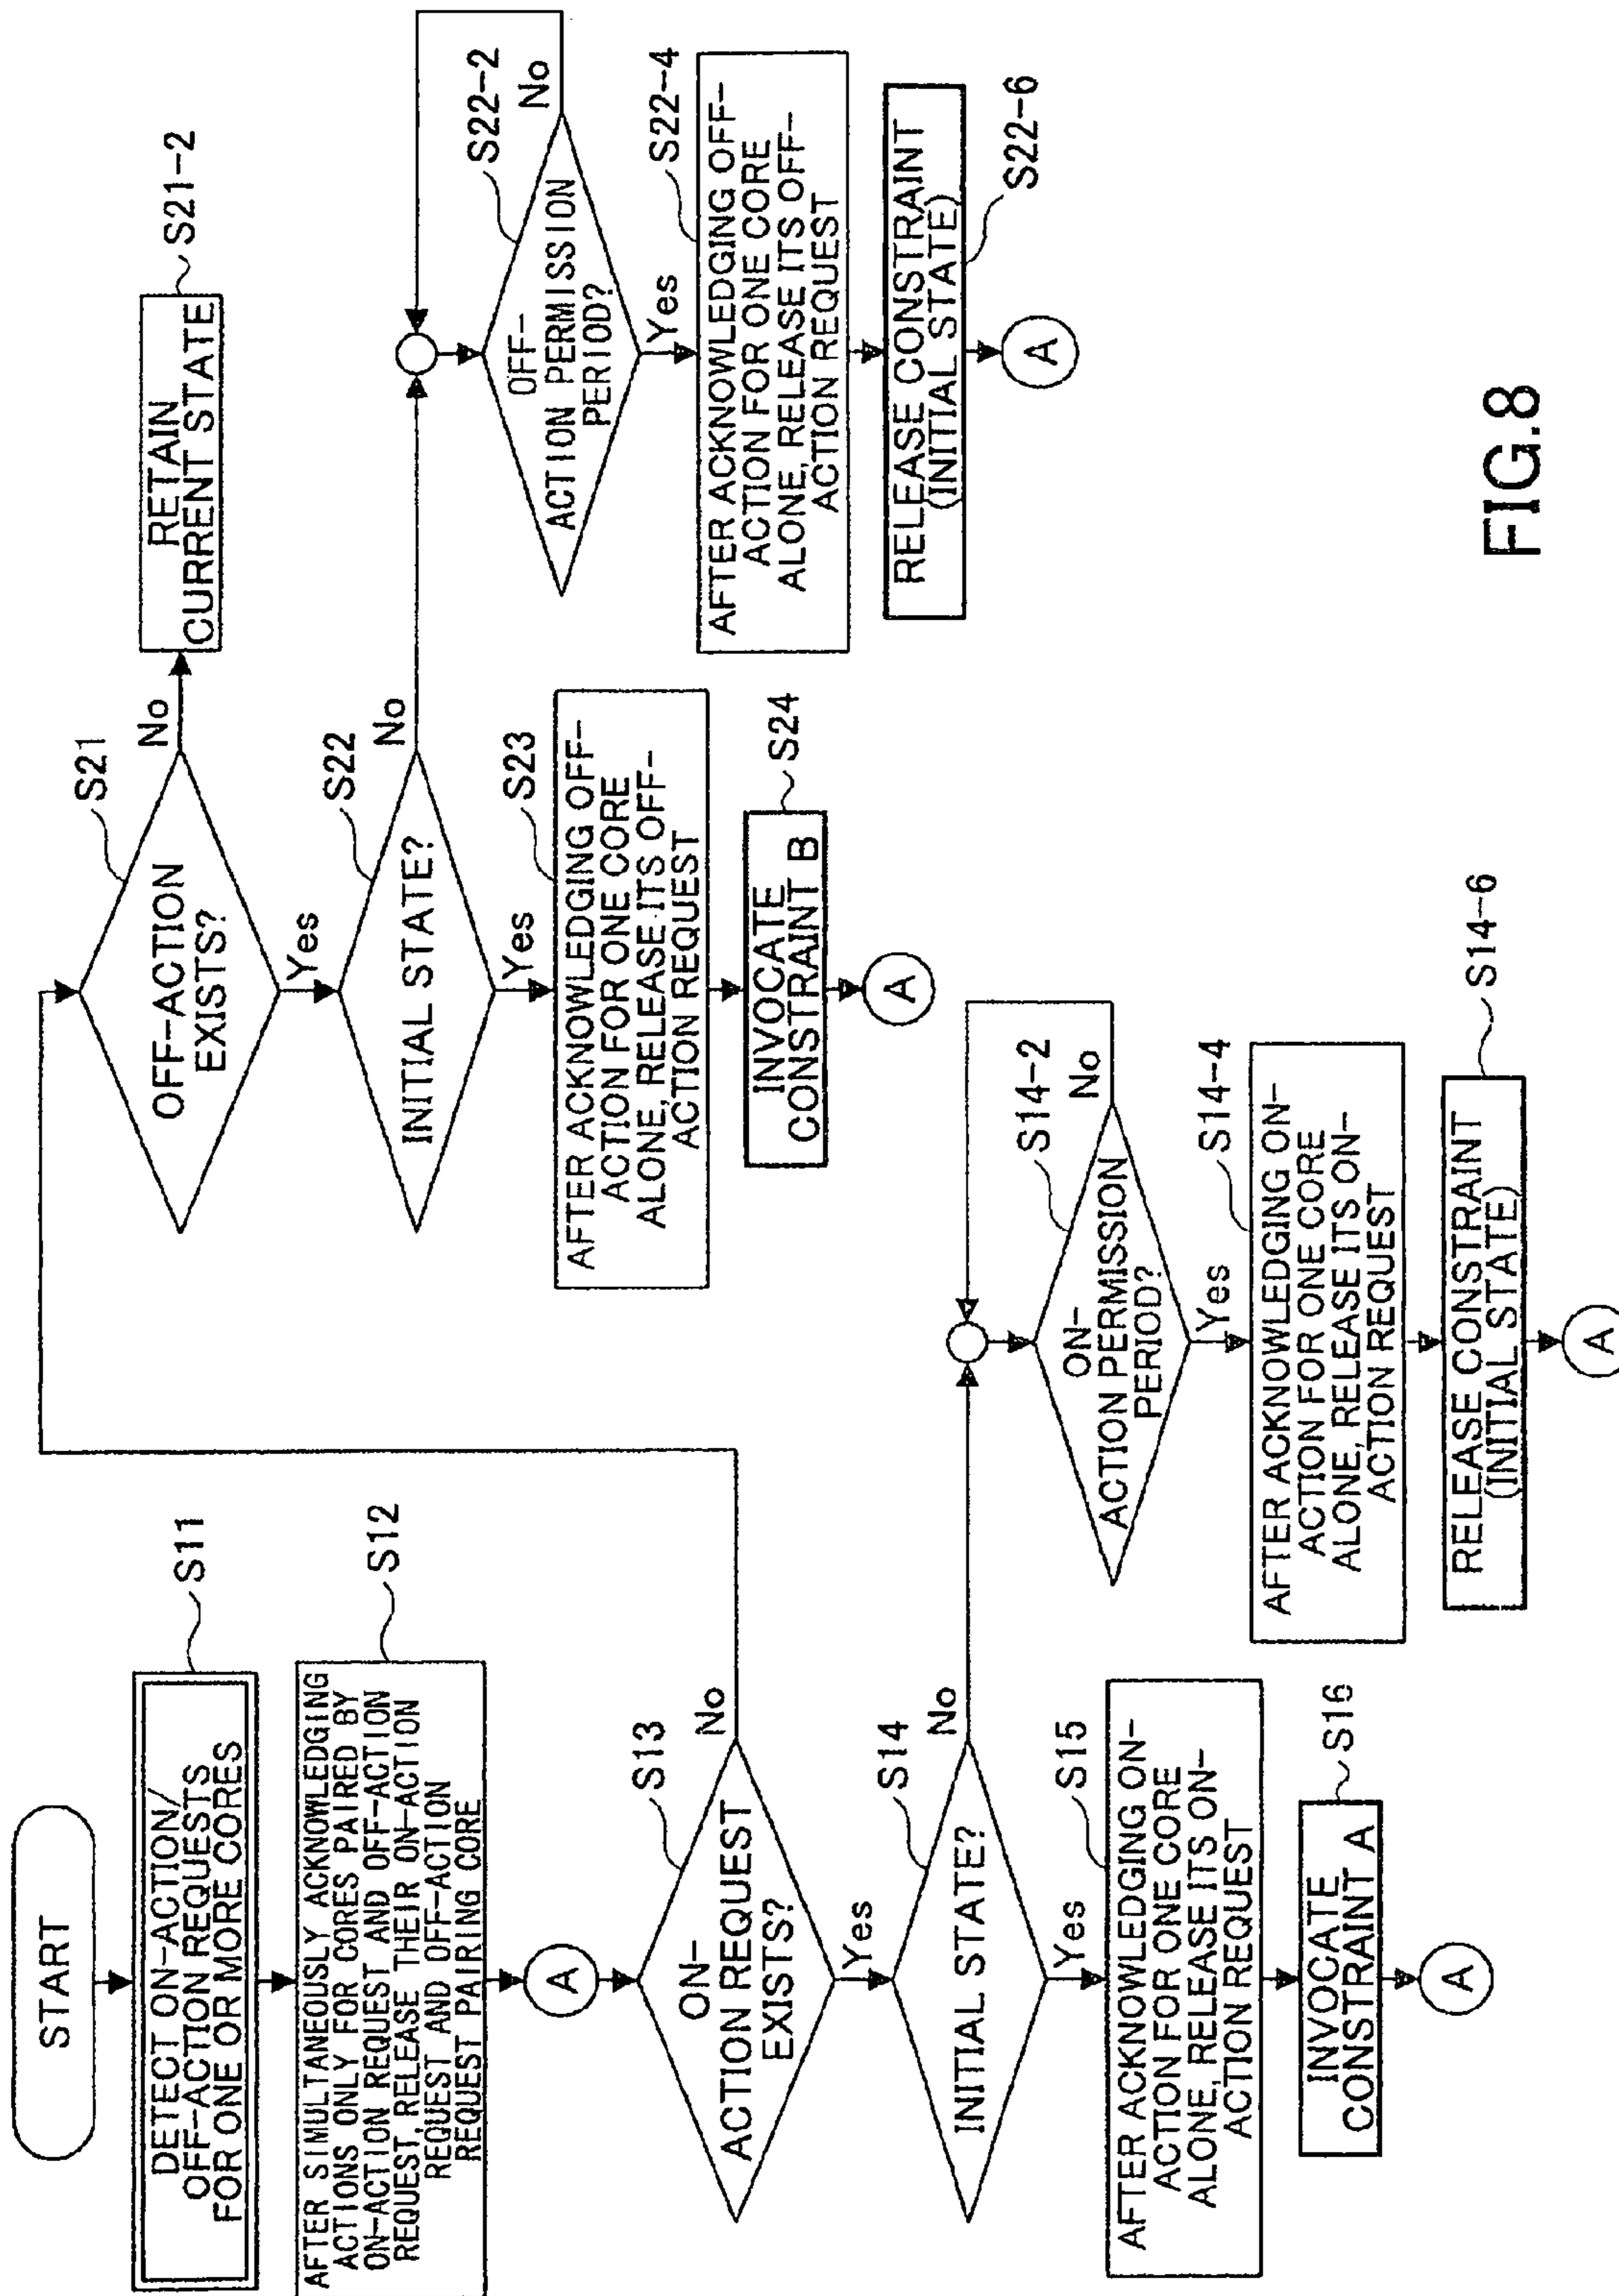 START
DETECT ON-ACTION/
OFF-ACTION REQUESTS
FOR ONE OR MORE CORES
S11
AFTER SIMULTANEOUSLY ACKNOWLEDGING
ACTIONS ONLY FOR CORES PAIRED BY
ON-ACTION REQUEST AND OFF-ACTION
REQUEST, RELEASE THEIR ON-ACTION
REQUEST AND OFF-ACTION
REQUEST PAIRING CORE
S12
A
ON-
ACTION REQUEST
EXISTS?
S13
No
Yes
INITIAL STATE?
S14
No
Yes
AFTER ACKNOWLEDGING ON-
ACTION FOR ONE CORE
ALONE, RELEASE ITS ON-
ACTION REQUEST
S15
INVOCATE
CONSTRAINT A
S16
A
ON-
ACTION PERMISSION
PERIOD?
S14-2
No
Yes
AFTER ACKNOWLEDGING ON-
ACTION FOR ONE CORE
ALONE, RELEASE ITS ON-
ACTION REQUEST
S14-4
RELEASE CONSTRAINT
(INITIAL STATE)
S14-6
A
OFF-ACTION
EXISTS?
S21
No
Yes
RETAIN
CURRENT STATE
S21-2
INITIAL STATE?
S22
No
Yes
AFTER ACKNOWLEDGING OFF-
ACTION FOR ONE CORE
ALONE, RELEASE ITS OFF-
ACTION REQUEST
S23
INVOCATE
CONSTRAINT B
S24
A
OFF-
ACTION PERMISSION
PERIOD?
S22-2
No
Yes
AFTER ACKNOWLEDGING OFF-
ACTION FOR ONE CORE
ALONE, RELEASE ITS OFF-
ACTION REQUEST
S22-4
RELEASE CONSTRAINT
(INITIAL STATE)
S22-6
A
FIG.8